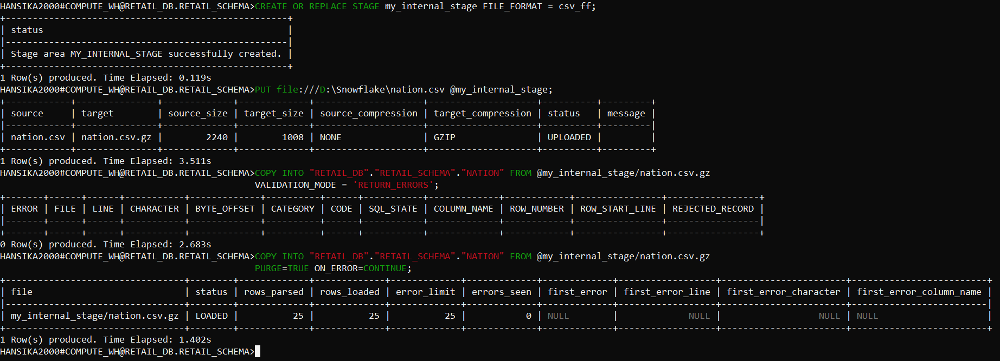 HANSIKA2000#COMPUTE_WH@RETAIL_DB.RETAIL_SCHEMA>CREATE OR REPLACE STAGE my_internal_stage FILE_FORMAT = csv_ff;
+----------------------------------------------------+
| status                                             |
|----------------------------------------------------|
| Stage area MY_INTERNAL_STAGE successfully created. |
+----------------------------------------------------+
1 Row(s) produced. Time Elapsed: 0.119s
HANSIKA2000#COMPUTE_WH@RETAIL_DB.RETAIL_SCHEMA>PUT file:///D:\Snowflake\nation.csv @my_internal_stage;
+------------+---------------+-------------+-------------+--------------------+--------------------+----------+---------+
| source     | target        | source_size | target_size | source_compression | target_compression | status   | message |
|------------+---------------+-------------+-------------+--------------------+--------------------+----------+---------|
| nation.csv | nation.csv.gz |        2240 |        1008 | NONE               | GZIP               | UPLOADED |         |
+------------+---------------+-------------+-------------+--------------------+--------------------+----------+---------+
1 Row(s) produced. Time Elapsed: 3.511s
HANSIKA2000#COMPUTE_WH@RETAIL_DB.RETAIL_SCHEMA>COPY INTO "RETAIL_DB"."RETAIL_SCHEMA"."NATION" FROM @my_internal_stage/nation.csv.gz
                                               VALIDATION_MODE = 'RETURN_ERRORS';
+-------+------+------+-----------+-------------+----------+------+-----------+-------------+------------+----------------+-----------------+
| ERROR | FILE | LINE | CHARACTER | BYTE_OFFSET | CATEGORY | CODE | SQL_STATE | COLUMN_NAME | ROW_NUMBER | ROW_START_LINE | REJECTED_RECORD |
|-------+------+------+-----------+-------------+----------+------+-----------+-------------+------------+----------------+-----------------|
+-------+------+------+-----------+-------------+----------+------+-----------+-------------+------------+----------------+-----------------+
0 Row(s) produced. Time Elapsed: 2.683s
HANSIKA2000#COMPUTE_WH@RETAIL_DB.RETAIL_SCHEMA>COPY INTO "RETAIL_DB"."RETAIL_SCHEMA"."NATION" FROM @my_internal_stage/nation.csv.gz
                                               PURGE=TRUE ON_ERROR=CONTINUE;
+---------------------------------+--------+-------------+-------------+-------------+-------------+-------------+------------------+-----------------------+-------------------------+
| file                            | status | rows_parsed | rows_loaded | error_limit | errors_seen | first_error | first_error_line | first_error_character | first_error_column_name |
|---------------------------------+--------+-------------+-------------+-------------+-------------+-------------+------------------+-----------------------+-------------------------|
| my_internal_stage/nation.csv.gz | LOADED |          25 |          25 |          25 |           0 | NULL        |             NULL |                  NULL | NULL                    |
+---------------------------------+--------+-------------+-------------+-------------+-------------+-------------+------------------+-----------------------+-------------------------+
1 Row(s) produced. Time Elapsed: 1.402s
HANSIKA2000#COMPUTE_WH@RETAIL_DB.RETAIL_SCHEMA>